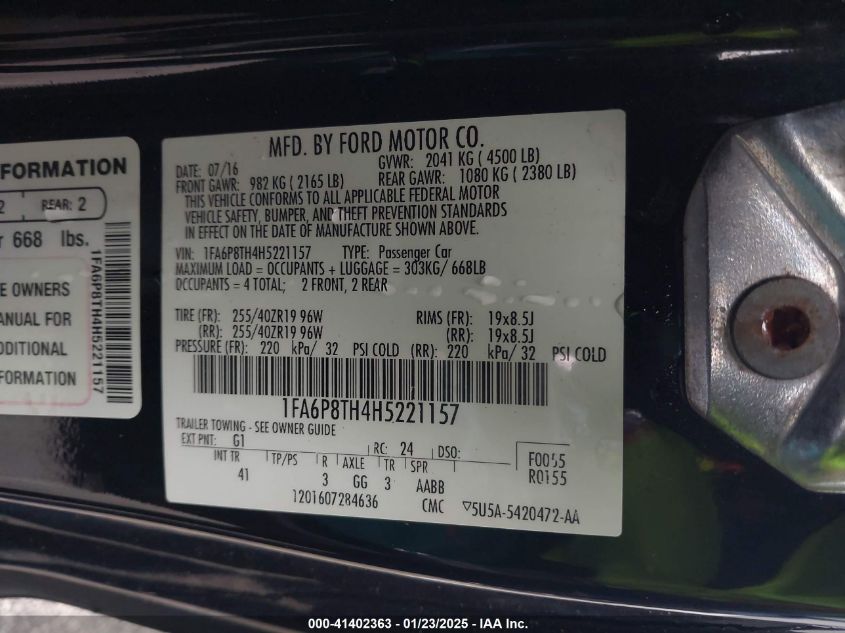 FORMATION
2 REAR: 2
668 lbs.
E OWNERS
ANUAL FOR
DDITIONAL
FORMATION
1FA6P8TH4H5221157
MFD. BY FORD MOTOR CO.
DATE: 07/16 GVWR: 2041 KG ( 4500 LB)
FRONT GAWR: 982 KG ( 2165 LB) REAR GAWR: 1080 KG ( 2380 LB)
THIS VEHICLE CONFORMS TO ALL APPLICABLE FEDERAL MOTOR
VEHICLE SAFETY, BUMPER, AND THEFT PREVENTION STANDARDS
IN EFFECT ON THE DATE OF MANUFACTURE SHOWN ABOVE.
VIN: 1FA6P8TH4H5221157 TYPE: Passenger Car
MAXIMUM LOAD = OCCUPANTS + LUGGAGE = 303KG/ 668LB
OCCUPANTS = 4 TOTAL; 2 FRONT, 2 REAR
TIRE (FR): 255/40ZR19 96W RIMS (FR): 19x8.5J
(RR): 255/40ZR19 96W (RR): 19x8.5J
PRESSURE (FR): 220 kPa/ 32 PSI COLD (RR): 220 kPa/ 32 PSI COLD
1FA6P8TH4H5221157
TRAILER TOWING - SEE OWNER GUIDE
EXT PNT: G1 RC: 24 DSO:
INT TR TP/PS R AXLE TR SPR
41 3 GG 3 AABB
F0055
R0155
1201607284636 CMC ▽5U5A-5420472-AA
000-41402363 - 01/23/2025 - IAA Inc.